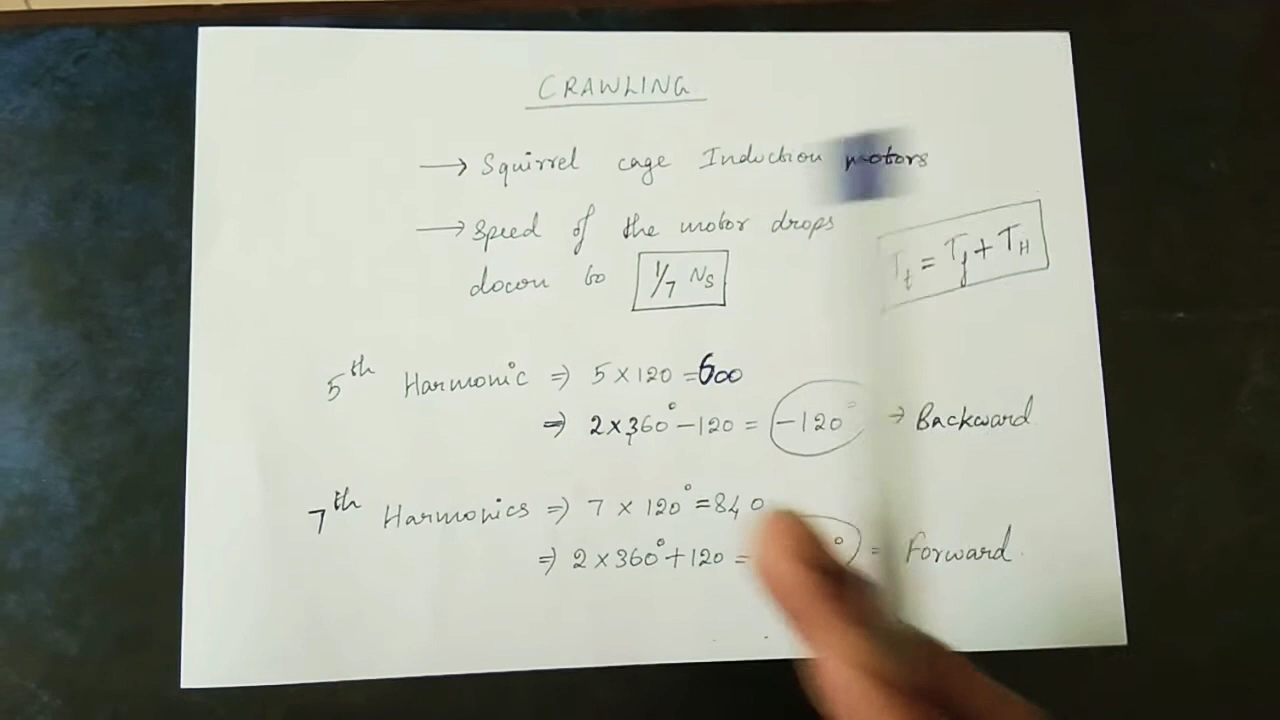 CRAWLING
→ Squirrel cage Induction motors
→ Speed of the motor drops
down to 1/7 Ns
Tt = Tf + TH
5th Harmonic ⇒ 5 × 120 = 600
⇒ 2 × 360° - 120 = -120° → Backward
7th Harmonics ⇒ 7 × 120° = 840
⇒ 2 × 360° + 120 = ° = Forward